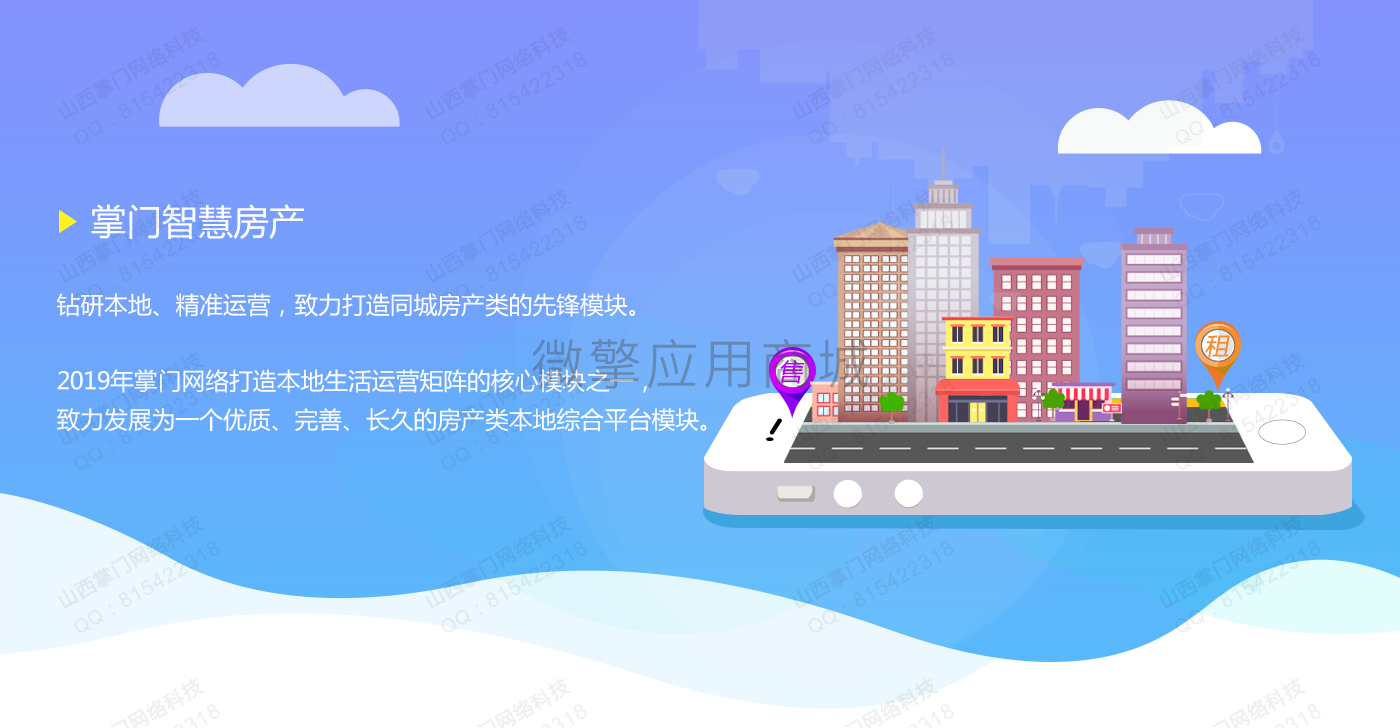 掌门智慧房产
钻研本地、精准运营，致力打造同城房产类的先锋模块。
微擎应用商城
2019年掌门网络打造本地生活运营矩阵的核心模块之一，
致力发展为一个优质、完善、长久的房产类本地综合平台模块。
售
租
山西掌门网络科技
QQ：815422318